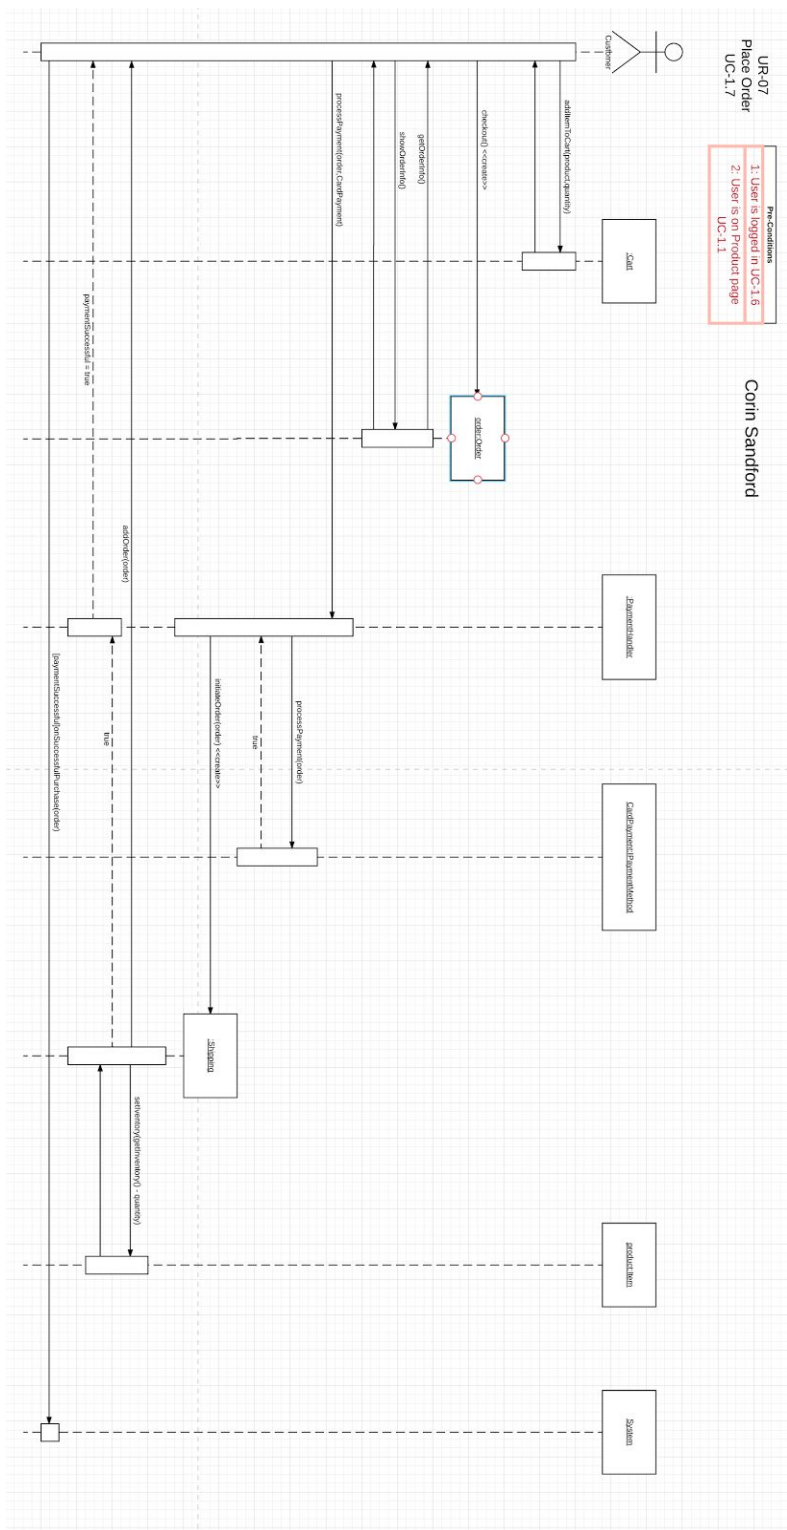 UR-07
Place Order
UC-1.7
Pre-Conditions
1: User is logged in UC-1.6
2: User is on Product page
UC-1.1
Corin Sandford
Customer
:Cart
:PaymentHandler
CardPayment:IPaymentMethod
product:Item
System
addItemToCart(product,quantity)
checkout() <<create>>
order:Order
getOrderInfo()
showOrderInfo()
processPayment(order,CardPayment)
processPayment(order)
true
initiateOrder(order) <<create>>
:Shipping
addOrder(order)
setIventory(getInventory() - quantity)
true
paymentSuccessful = true
[paymentSuccessful]onSuccessfulPurchase(order)